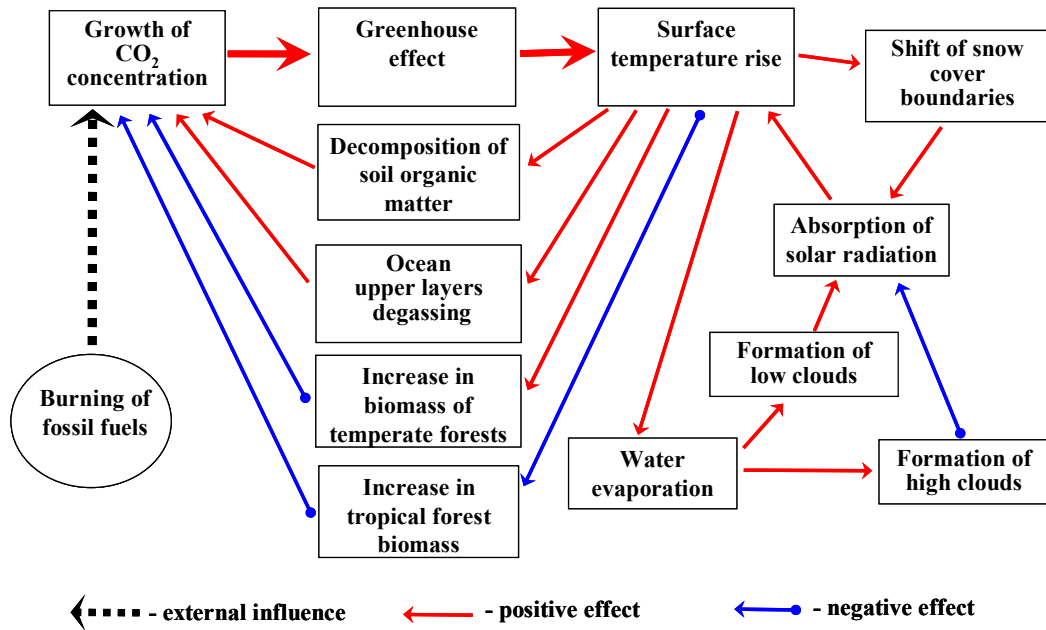 Growth of
CO₂
concentration
Greenhouse
effect
Surface
temperature rise
Shift of snow
cover
boundaries
Decomposition of
soil organic
matter
Absorption of
solar radiation
Ocean
upper layers
degassing
Formation of
low clouds
Burning of
fossil fuels
Increase in
biomass of
temperate forests
Water
evaporation
Formation of
high clouds
Increase in
tropical forest
biomass
- external influence
- positive effect
- negative effect